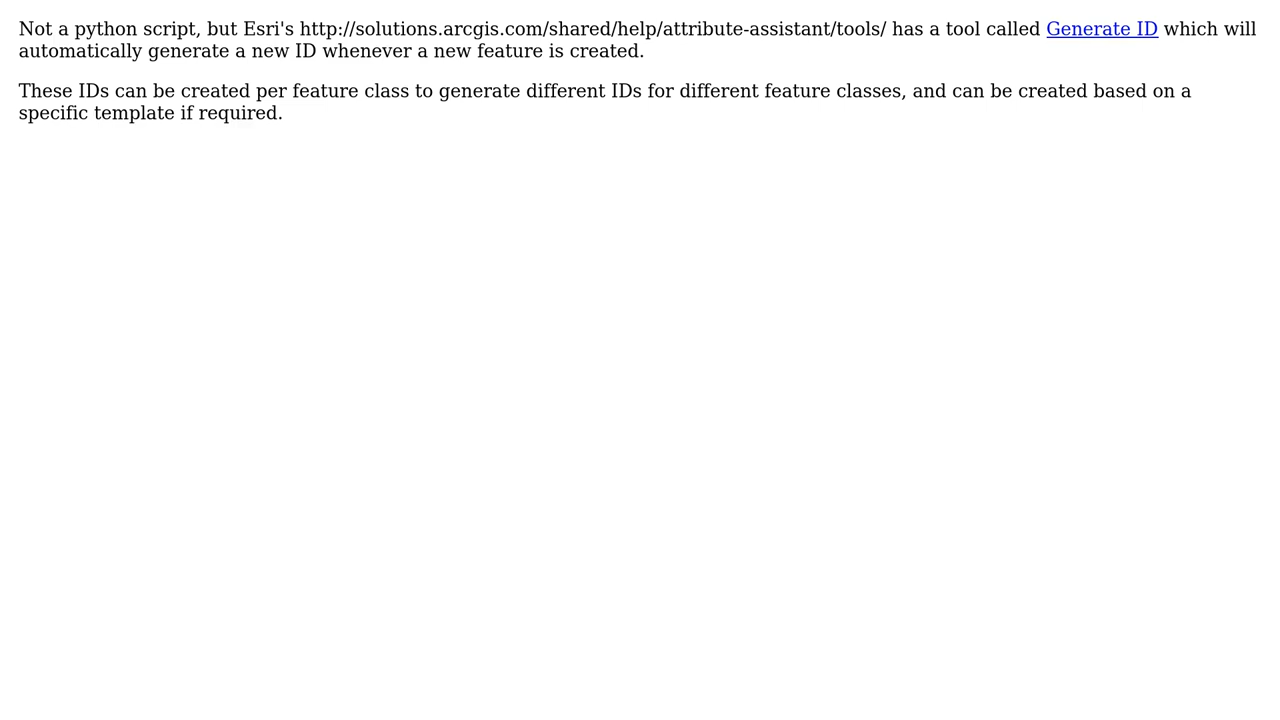 Not a python script, but Esri's http://solutions.arcgis.com/shared/help/attribute-assistant/tools/ has a tool called Generate ID which will
automatically generate a new ID whenever a new feature is created.
These IDs can be created per feature class to generate different IDs for different feature classes, and can be created based on a
specific template if required.